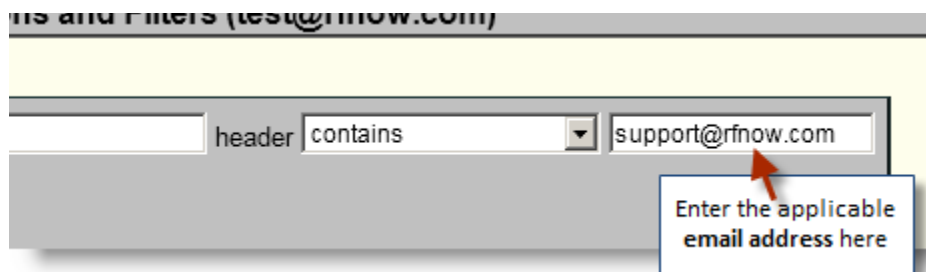 ns and Filters (test@rfnow.com)
header contains support@rfnow.com
Enter the applicable
email address here